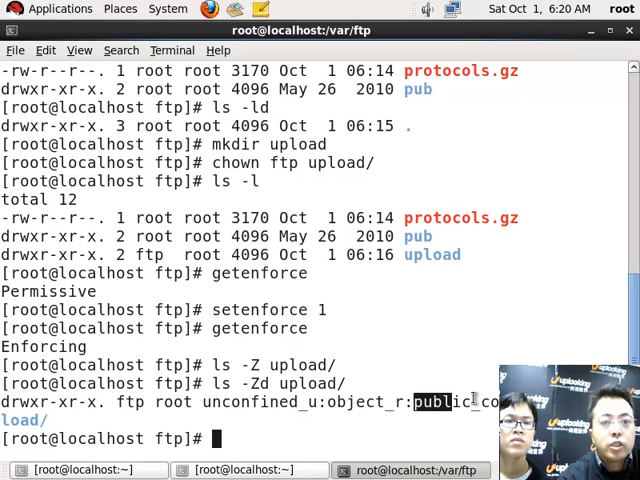 Applications Places System Sat Oct 1, 6:20 AM root
root@localhost:/var/ftp
File Edit View Search Terminal Help
-rw-r--r--. 1 root root 3170 Oct 1 06:14 protocols.gz
drwxr-xr-x. 2 root root 4096 May 26 2010 pub
[root@localhost ftp]# ls -ld
drwxr-xr-x. 3 root root 4096 Oct 1 06:15 .
[root@localhost ftp]# mkdir upload
[root@localhost ftp]# chown ftp upload/
[root@localhost ftp]# ls -l
total 12
-rw-r--r--. 1 root root 3170 Oct 1 06:14 protocols.gz
drwxr-xr-x. 2 root root 4096 May 26 2010 pub
drwxr-xr-x. 2 ftp root 4096 Oct 1 06:16 upload
[root@localhost ftp]# getenforce
Permissive
[root@localhost ftp]# setenforce 1
[root@localhost ftp]# getenforce
Enforcing
[root@localhost ftp]# ls -Z upload/
[root@localhost ftp]# ls -Zd upload/
drwxr-xr-x. ftp root unconfined_u:object_r:public_co
load/
[root@localhost ftp]#
uplooking
uplooking
[root@localhost:~] [root@localhost:~] root@localhost:/var/ftp